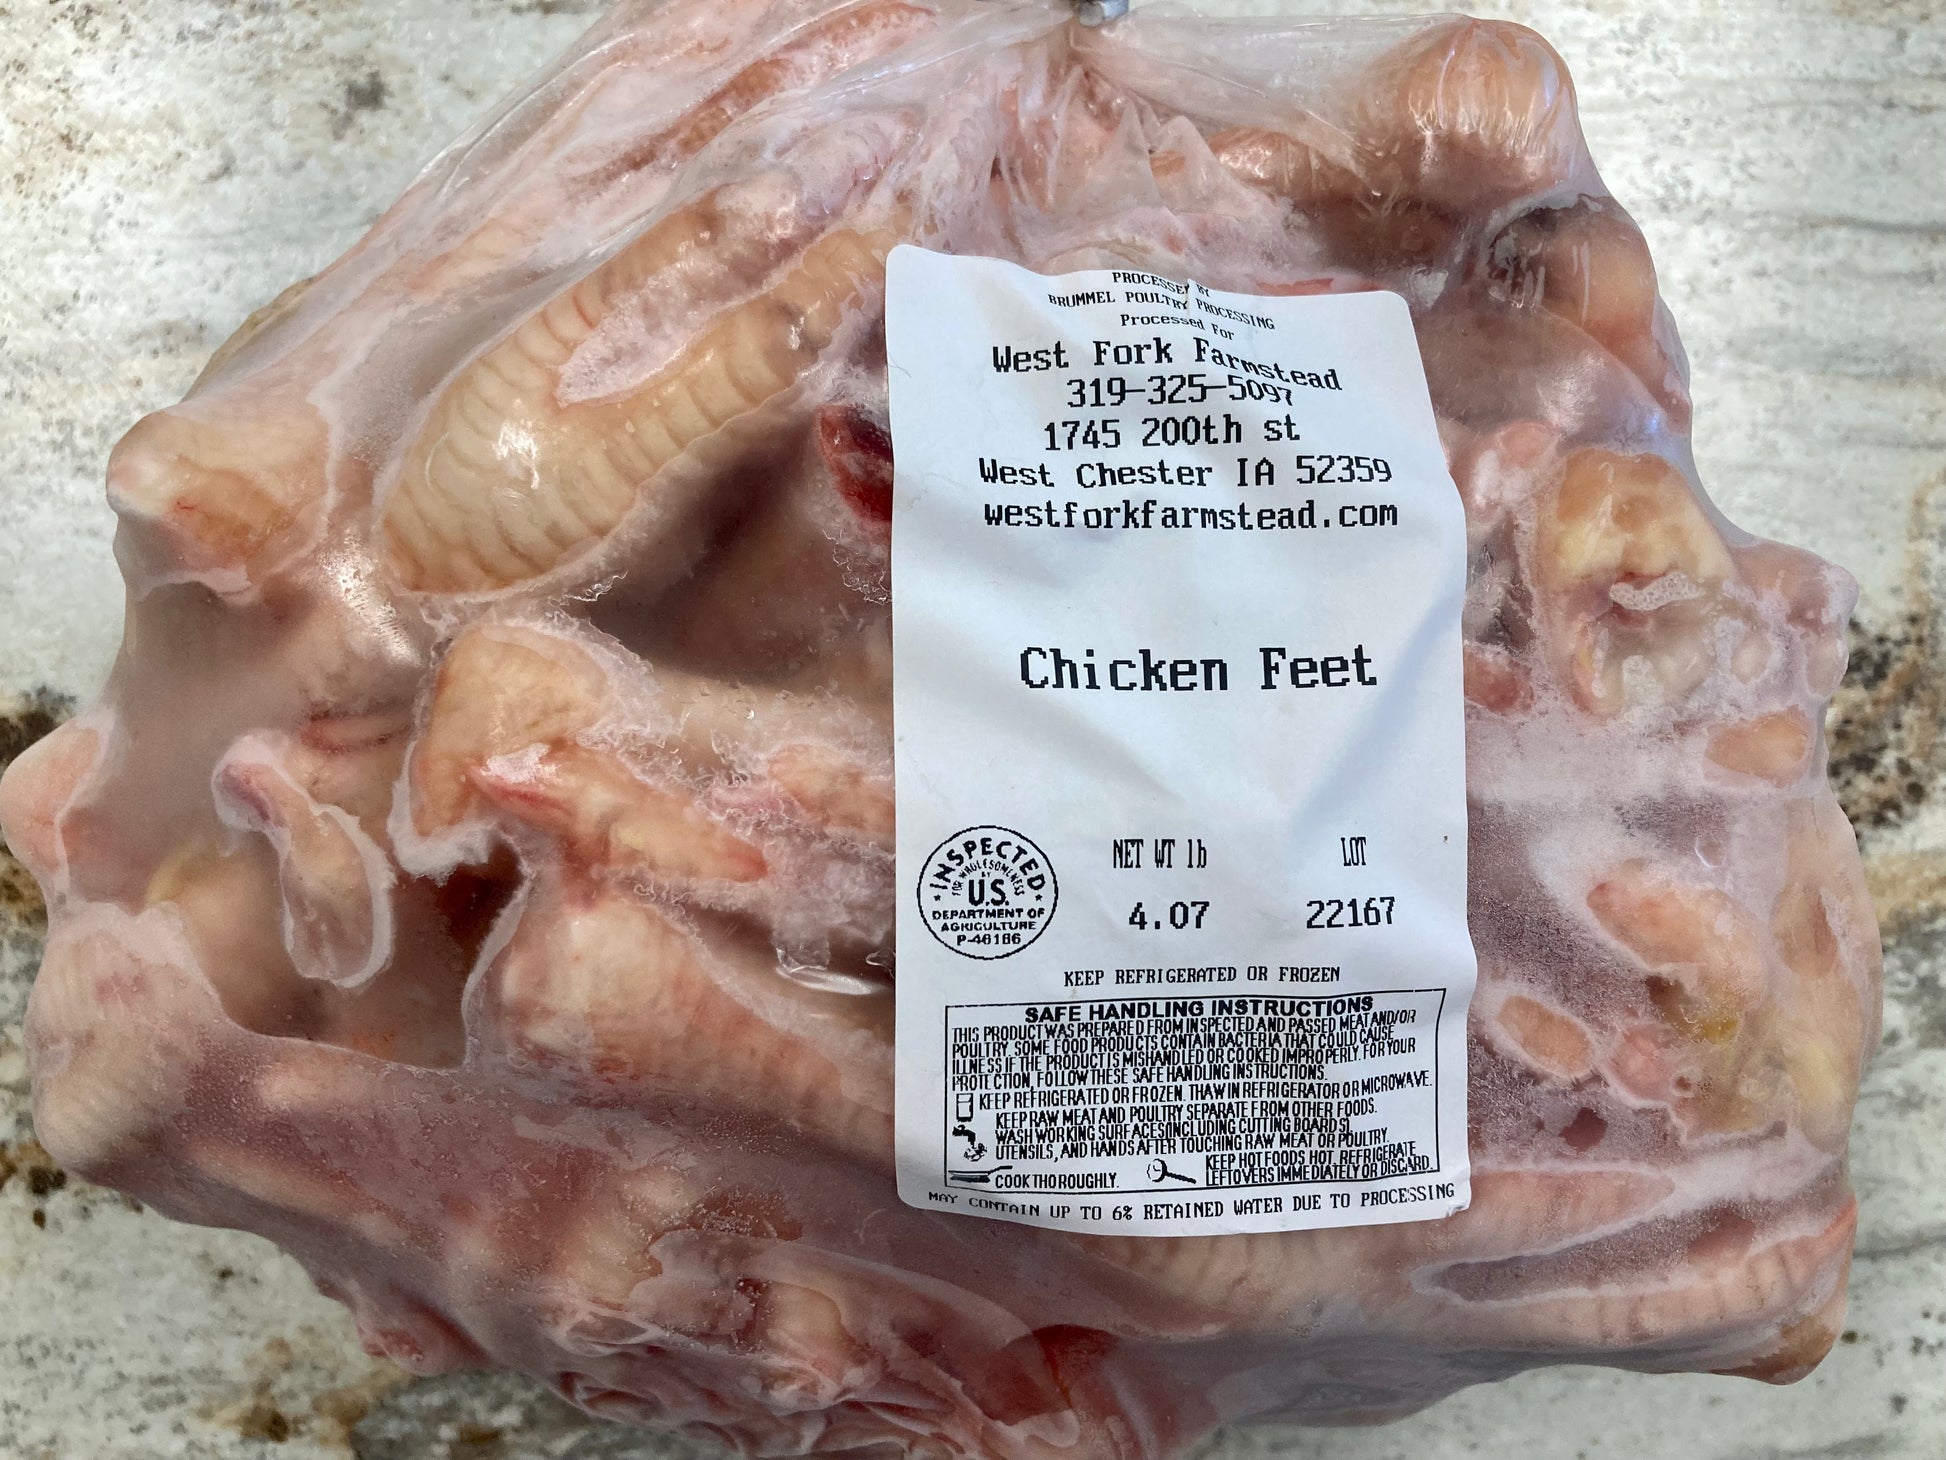 PROCESSED BY
BRUMMEL POULTRY PROCESSING
Processed For
West Fork Farmstead
319-325-5097
1745 200th st
West Chester IA 52359
westforkfarmstead.com
Chicken Feet
NET WT lb LOT
4.07 22167
INSPECTED
FOR WHOLESOMENESS
BY
U.S.
DEPARTMENT OF
AGRICULTURE
P-46186
KEEP REFRIGERATED OR FROZEN
SAFE HANDLING INSTRUCTIONS
THIS PRODUCT WAS PREPARED FROM INSPECTED AND PASSED MEAT AND/OR
POULTRY. SOME FOOD PRODUCTS CONTAIN BACTERIA THAT COULD CAUSE
ILLNESS IF THE PRODUCT IS MISHANDLED OR COOKED IMPROPERLY. FOR YOUR
PROTECTION, FOLLOW THESE SAFE HANDLING INSTRUCTIONS.
KEEP REFRIGERATED OR FROZEN. THAW IN REFRIGERATOR OR MICROWAVE.
KEEP RAW MEAT AND POULTRY SEPARATE FROM OTHER FOODS.
WASH WORKING SURFACES(INCLUDING CUTTING BOARDS),
UTENSILS, AND HANDS AFTER TOUCHING RAW MEAT OR POULTRY.
COOK THOROUGHLY.
KEEP HOT FOODS HOT. REFRIGERATE
LEFTOVERS IMMEDIATELY OR DISCARD.
MAY CONTAIN UP TO 6% RETAINED WATER DUE TO PROCESSING